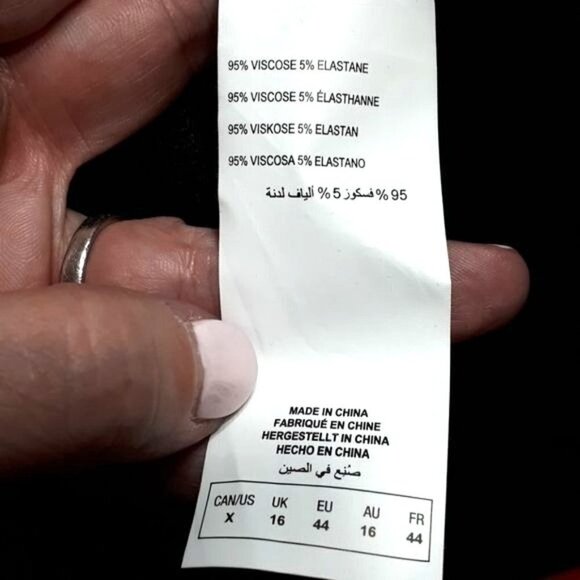 95% VISCOSE 5% ELASTANE
95% VISCOSE 5% ÉLASTHANNE
95% VISKOSE 5% ELASTAN
95% VISCOSA 5% ELASTANO
95 % فسكوز 5 % ألياف لدنة
MADE IN CHINA
FABRIQUÉ EN CHINE
HERGESTELLT IN CHINA
HECHO EN CHINA
صُنِع في الصين
CAN/US UK EU AU FR
X 16 44 16 44